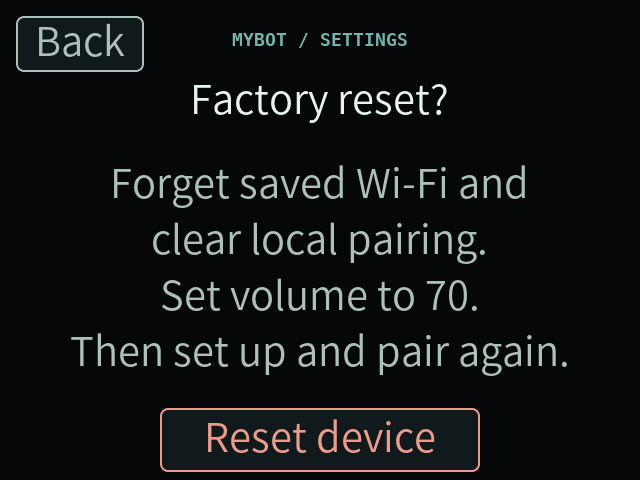 Back
MYBOT / SETTINGS
Factory reset?
Forget saved Wi-Fi and
clear local pairing.
Set volume to 70.
Then set up and pair again.
Reset device